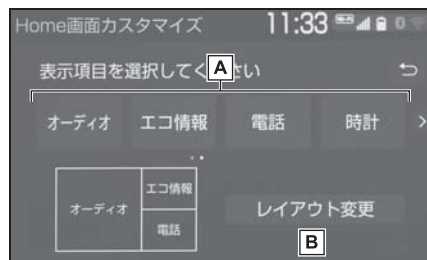 Home画面カスタマイズ 11:33
表示項目を選択してく A さい
オーディオ エコ情報 電話 時計 >
オーディオ エコ情報
電話
レイアウト変更
B